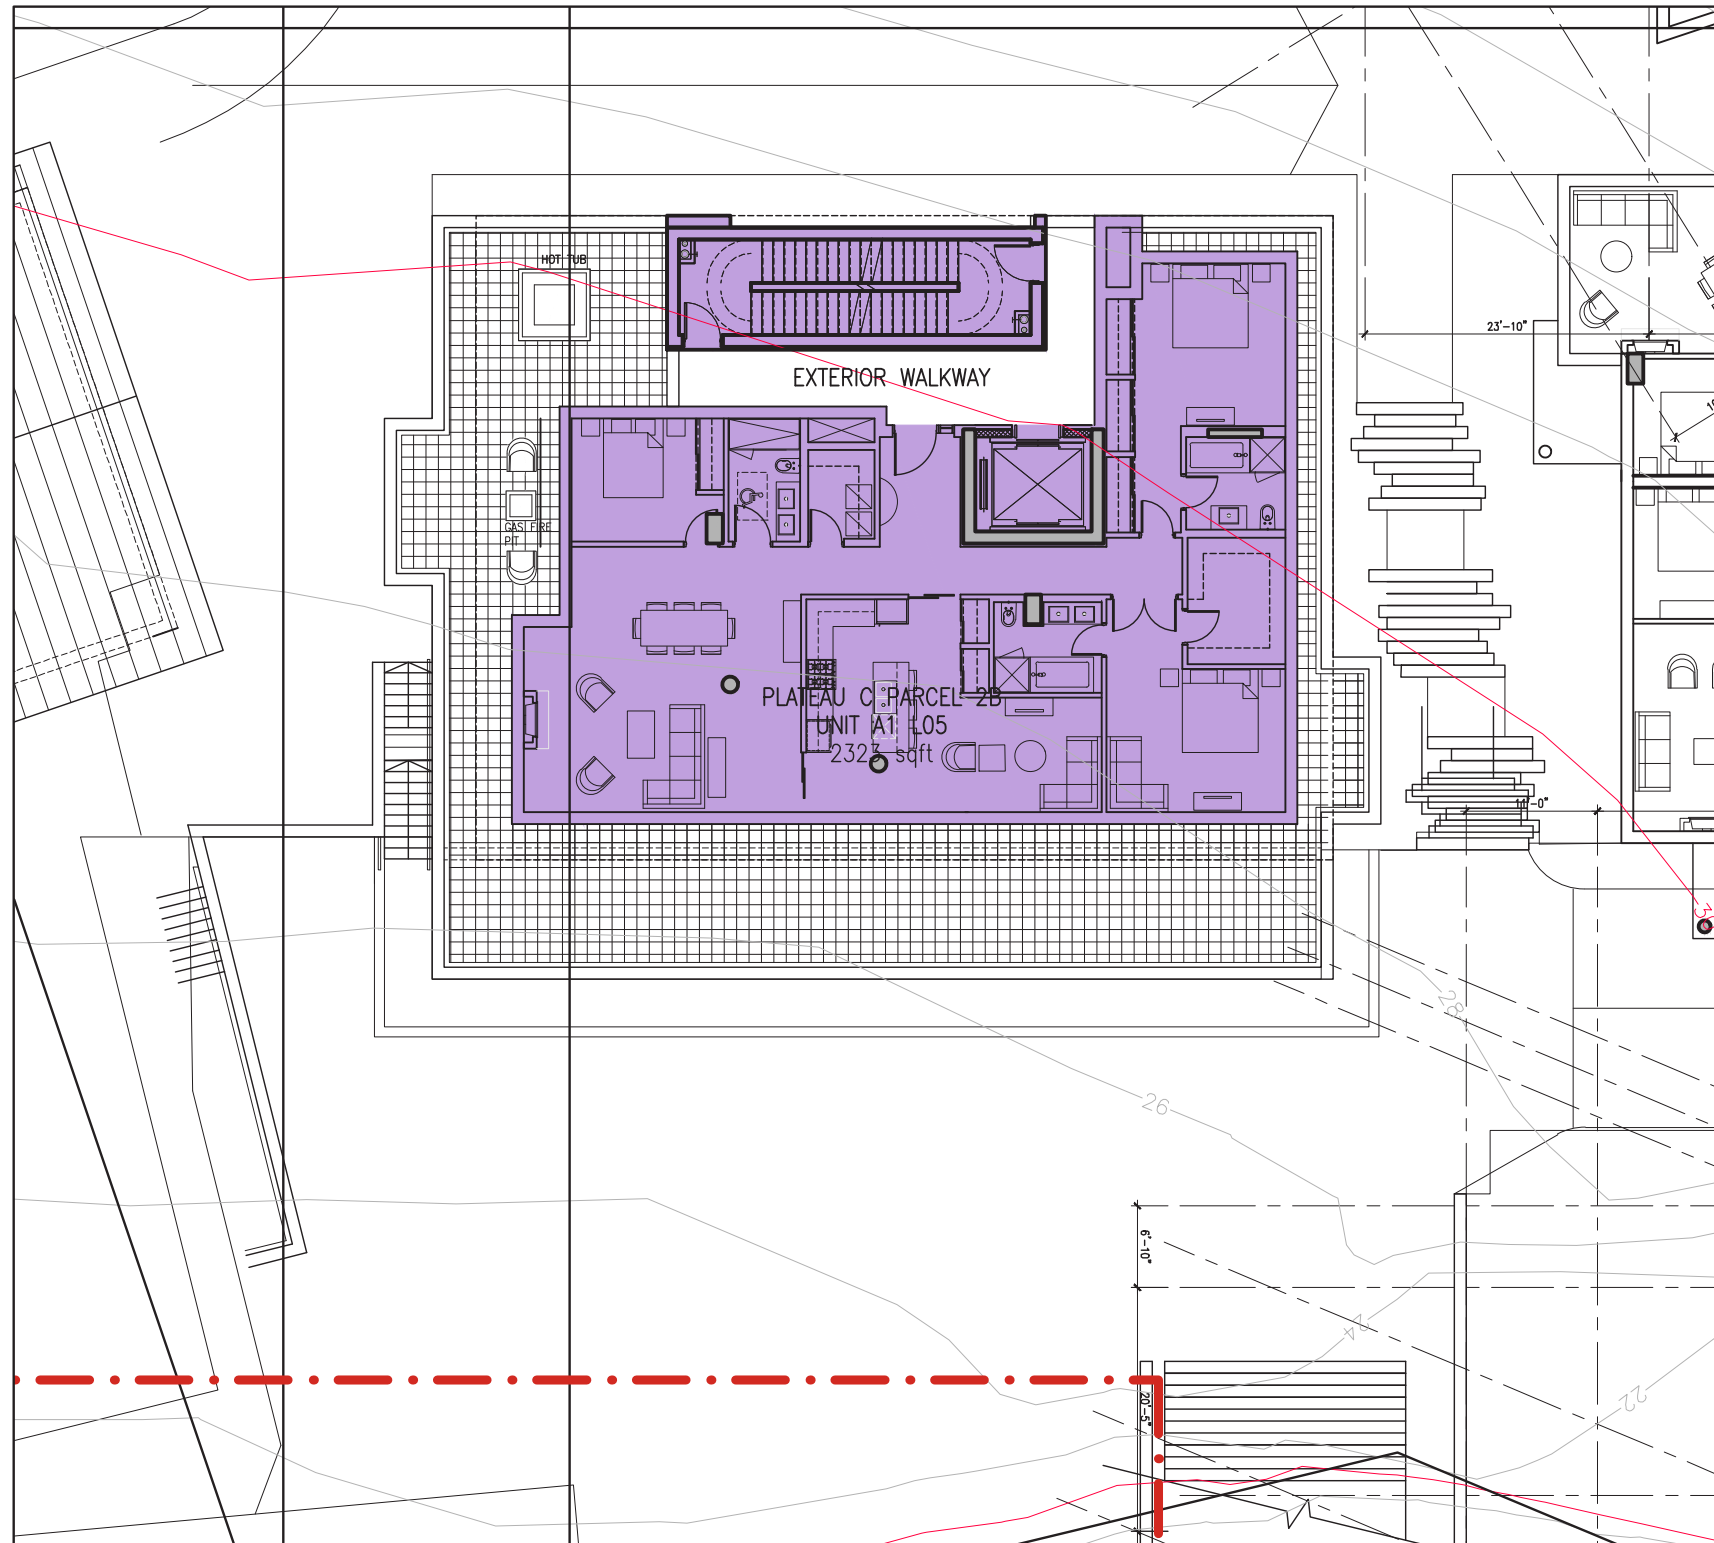 HOT TUB
23'-10"
EXTERIOR WALKWAY
GAS FIRE
PIT
PLATEAU C PARCEL 2B
UNIT A1 L05
2323 sqft
11'-0"
28
26
6'-10"
24
22
20'-5"